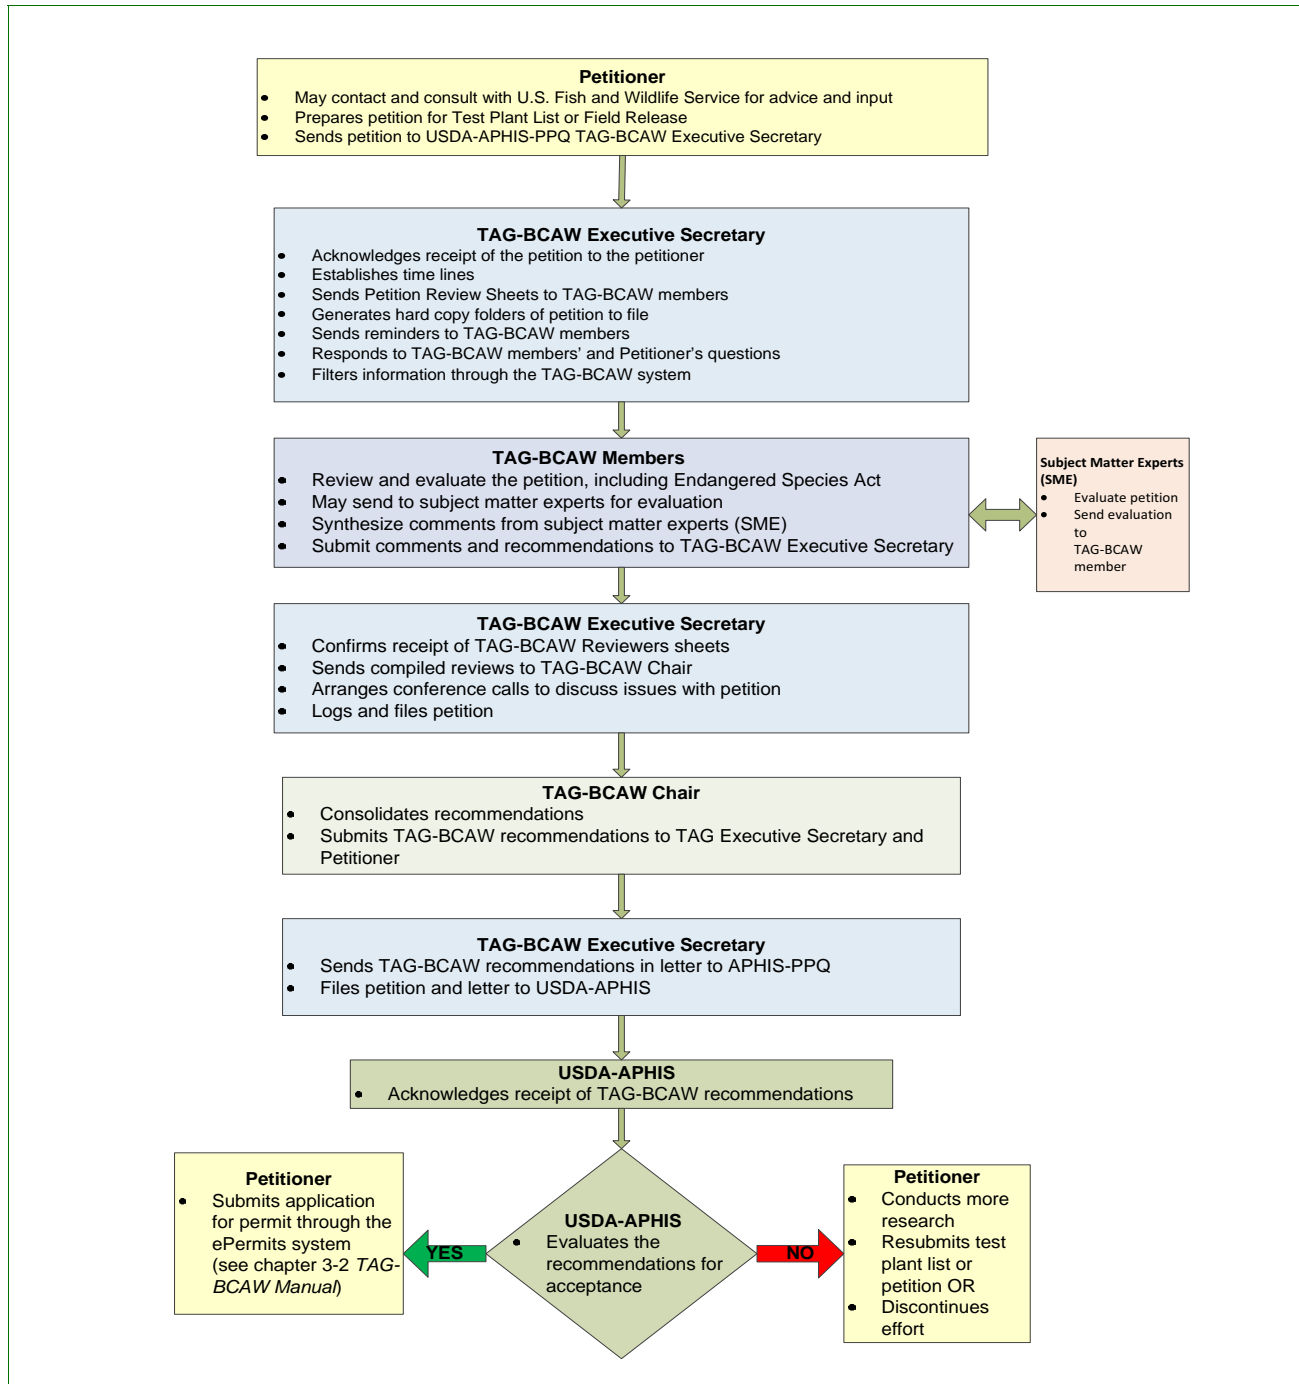 Petitioner
• May contact and consult with U.S. Fish and Wildlife Service for advice and input
• Prepares petition for Test Plant List or Field Release
• Sends petition to USDA-APHIS-PPQ TAG-BCAW Executive Secretary
TAG-BCAW Executive Secretary
• Acknowledges receipt of the petition to the petitioner
• Establishes time lines
• Sends Petition Review Sheets to TAG-BCAW members
• Generates hard copy folders of petition to file
• Sends reminders to TAG-BCAW members
• Responds to TAG-BCAW members’ and Petitioner’s questions
• Filters information through the TAG-BCAW system
TAG-BCAW Members
• Review and evaluate the petition, including Endangered Species Act
• May send to subject matter experts for evaluation
• Synthesize comments from subject matter experts (SME)
• Submit comments and recommendations to TAG-BCAW Executive Secretary
Subject Matter Experts
(SME)
• Evaluate petition
• Send evaluation
to
TAG-BCAW
member
TAG-BCAW Executive Secretary
• Confirms receipt of TAG-BCAW Reviewers sheets
• Sends compiled reviews to TAG-BCAW Chair
• Arranges conference calls to discuss issues with petition
• Logs and files petition
TAG-BCAW Chair
• Consolidates recommendations
• Submits TAG-BCAW recommendations to TAG Executive Secretary and
Petitioner
TAG-BCAW Executive Secretary
• Sends TAG-BCAW recommendations in letter to APHIS-PPQ
• Files petition and letter to USDA-APHIS
USDA-APHIS
• Acknowledges receipt of TAG-BCAW recommendations
Petitioner
• Submits application
for permit through the
ePermits system
(see chapter 3-2 TAG-
BCAW Manual)
YES
USDA-APHIS
• Evaluates the
recommendations for
acceptance
NO
Petitioner
• Conducts more
research
• Resubmits test
plant list or
petition OR
• Discontinues
effort